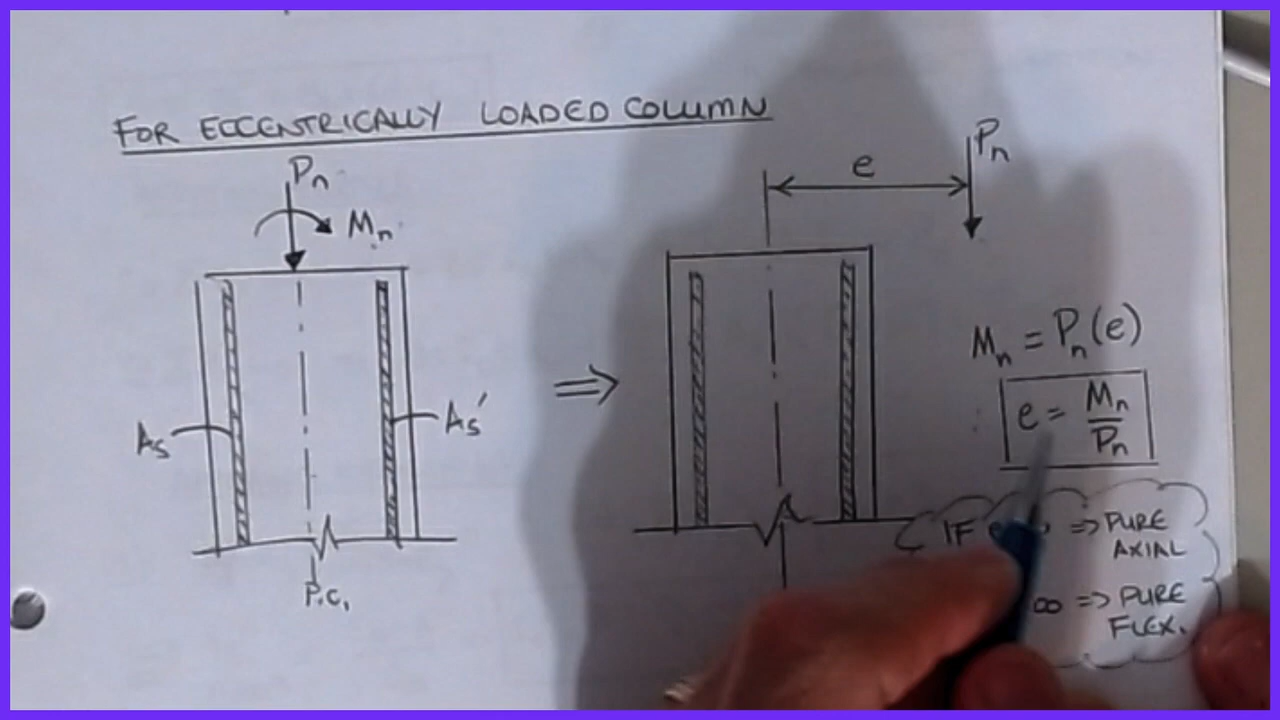 FOR ECCENTRICALLY LOADED COLUMN
Pn
Mn
As
As'
P.C.
⇒
e
Pn
Mn = Pn(e)
e = Mn/Pn
IF => PURE
AXIAL
∞ => PURE
FLEX.